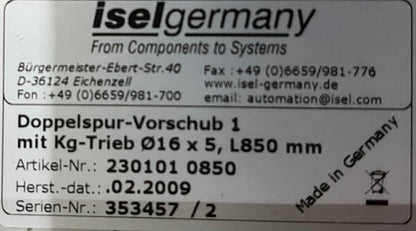 iselgermany
From Components to Systems
Bürgermeister-Ebert-Str.40 Fax :+49 (0)6659/981-776
D-36124 Eichenzell www.isel-germany.de
Fon :+49 (0)6659/981-700 email: automation@isel.com
Doppelspur-Vorschub 1
mit Kg-Trieb Ø16 x 5, L850 mm
Artikel-Nr.: 230101 0850
Herst.-dat.: .02.2009
Serien-Nr.: 353457 / 2
Made in Germany